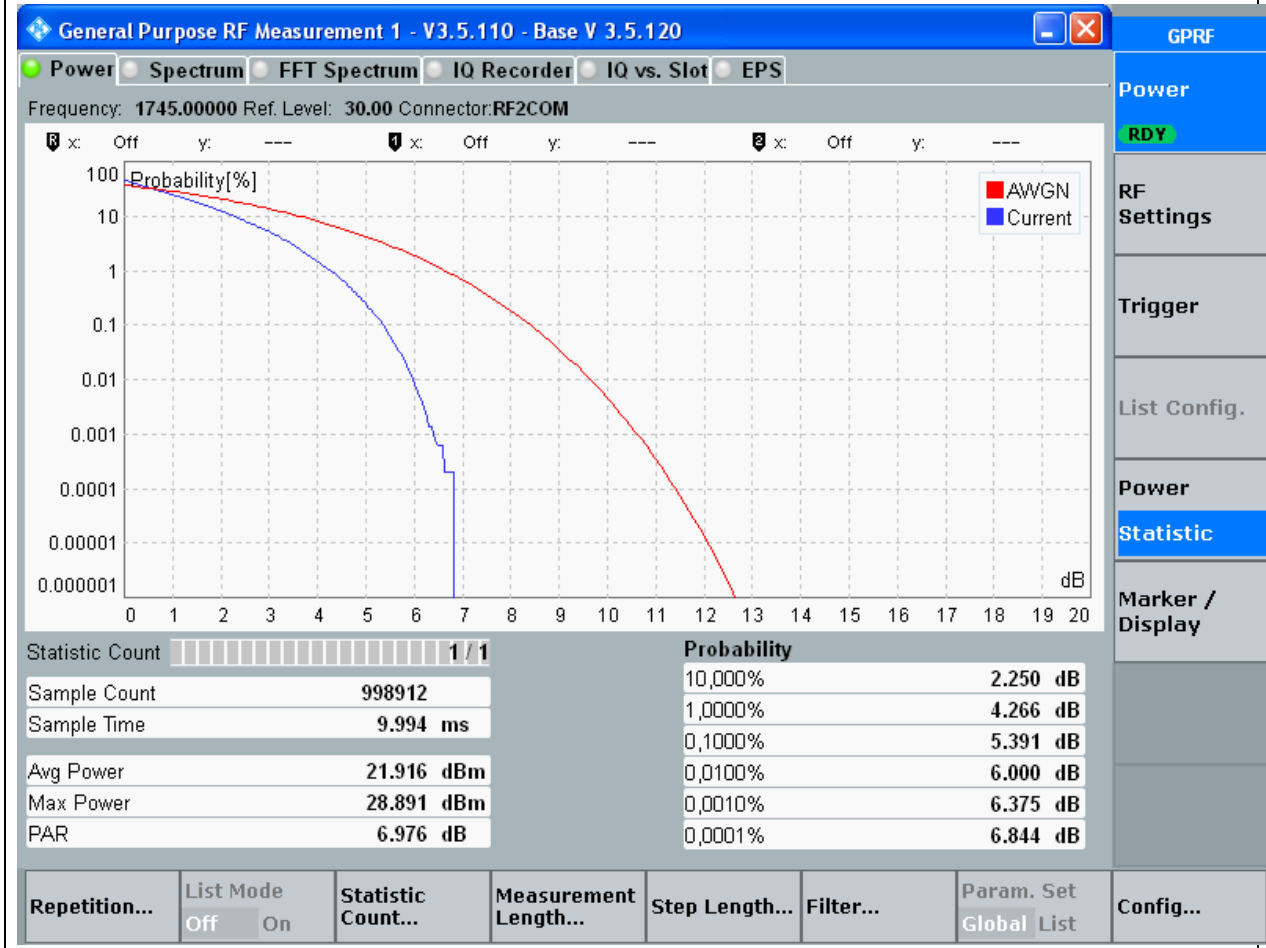 General Purpose RF Measurement 1 - V3.5.110 - Base V 3.5.120
GPRF
Power Spectrum FFT Spectrum IQ Recorder IQ vs. Slot EPS
Frequency: 1745.00000 Ref. Level: 30.00 Connector:RF2COM
R x: Off y: --- 1 x: Off y: --- 2 x: Off y: ---
Probability[%]
AWGN
Current
100
10
1
0.1
0.01
0.001
0.0001
0.00001
0.000001
dB
0 1 2 3 4 5 6 7 8 9 10 11 12 13 14 15 16 17 18 19 20
Statistic Count 1 / 1
Sample Count 998912
Sample Time 9.994 ms
Avg Power 21.916 dBm
Max Power 28.891 dBm
PAR 6.976 dB
Probability
10,000% 2.250 dB
1,0000% 4.266 dB
0,1000% 5.391 dB
0,0100% 6.000 dB
0,0010% 6.375 dB
0,0001% 6.844 dB
Power
RDY
RF
Settings
Trigger
List Config.
Power
Statistic
Marker /
Display
Repetition...
List Mode
Off On
Statistic
Count...
Measurement
Length...
Step Length...
Filter...
Param. Set
Global List
Config...